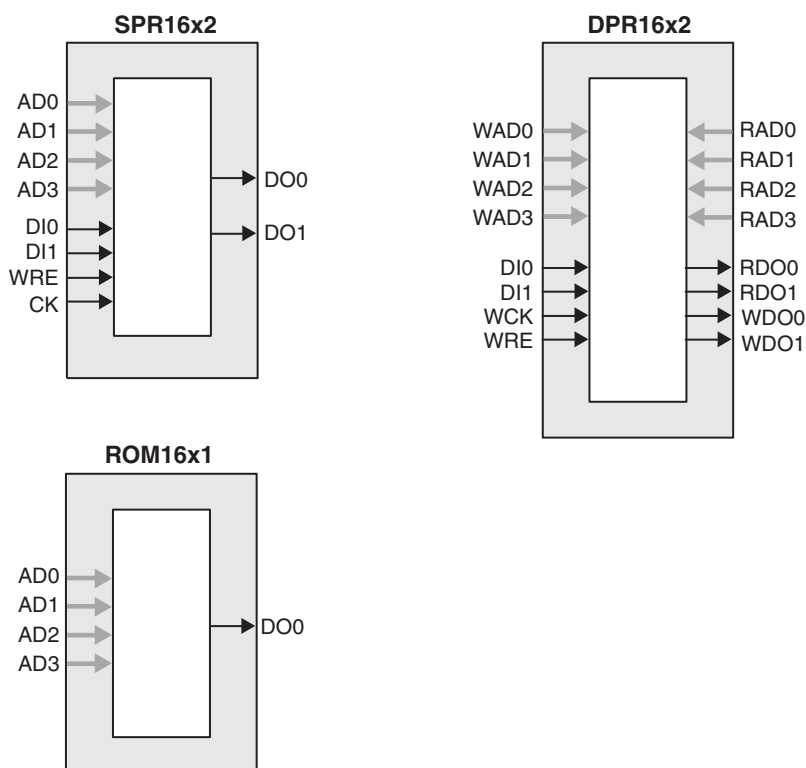 SPR16x2
AD0
AD1
AD2
AD3
DI0
DI1
WRE
CK
DO0
DO1
DPR16x2
WAD0
WAD1
WAD2
WAD3
DI0
DI1
WCK
WRE
RAD0
RAD1
RAD2
RAD3
RDO0
RDO1
WDO0
WDO1
ROM16x1
AD0
AD1
AD2
AD3
DO0